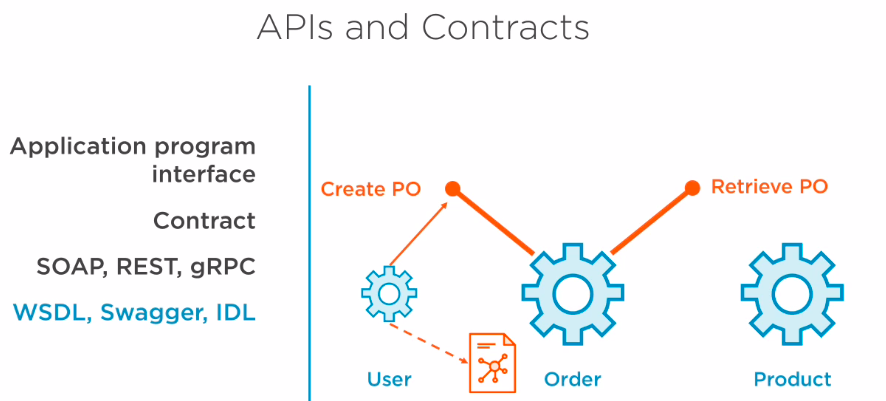 APIs and Contracts
Application program
interface
Contract
SOAP, REST, gRPC
WSDL, Swagger, IDL
Create PO
Retrieve PO
User
Order
Product